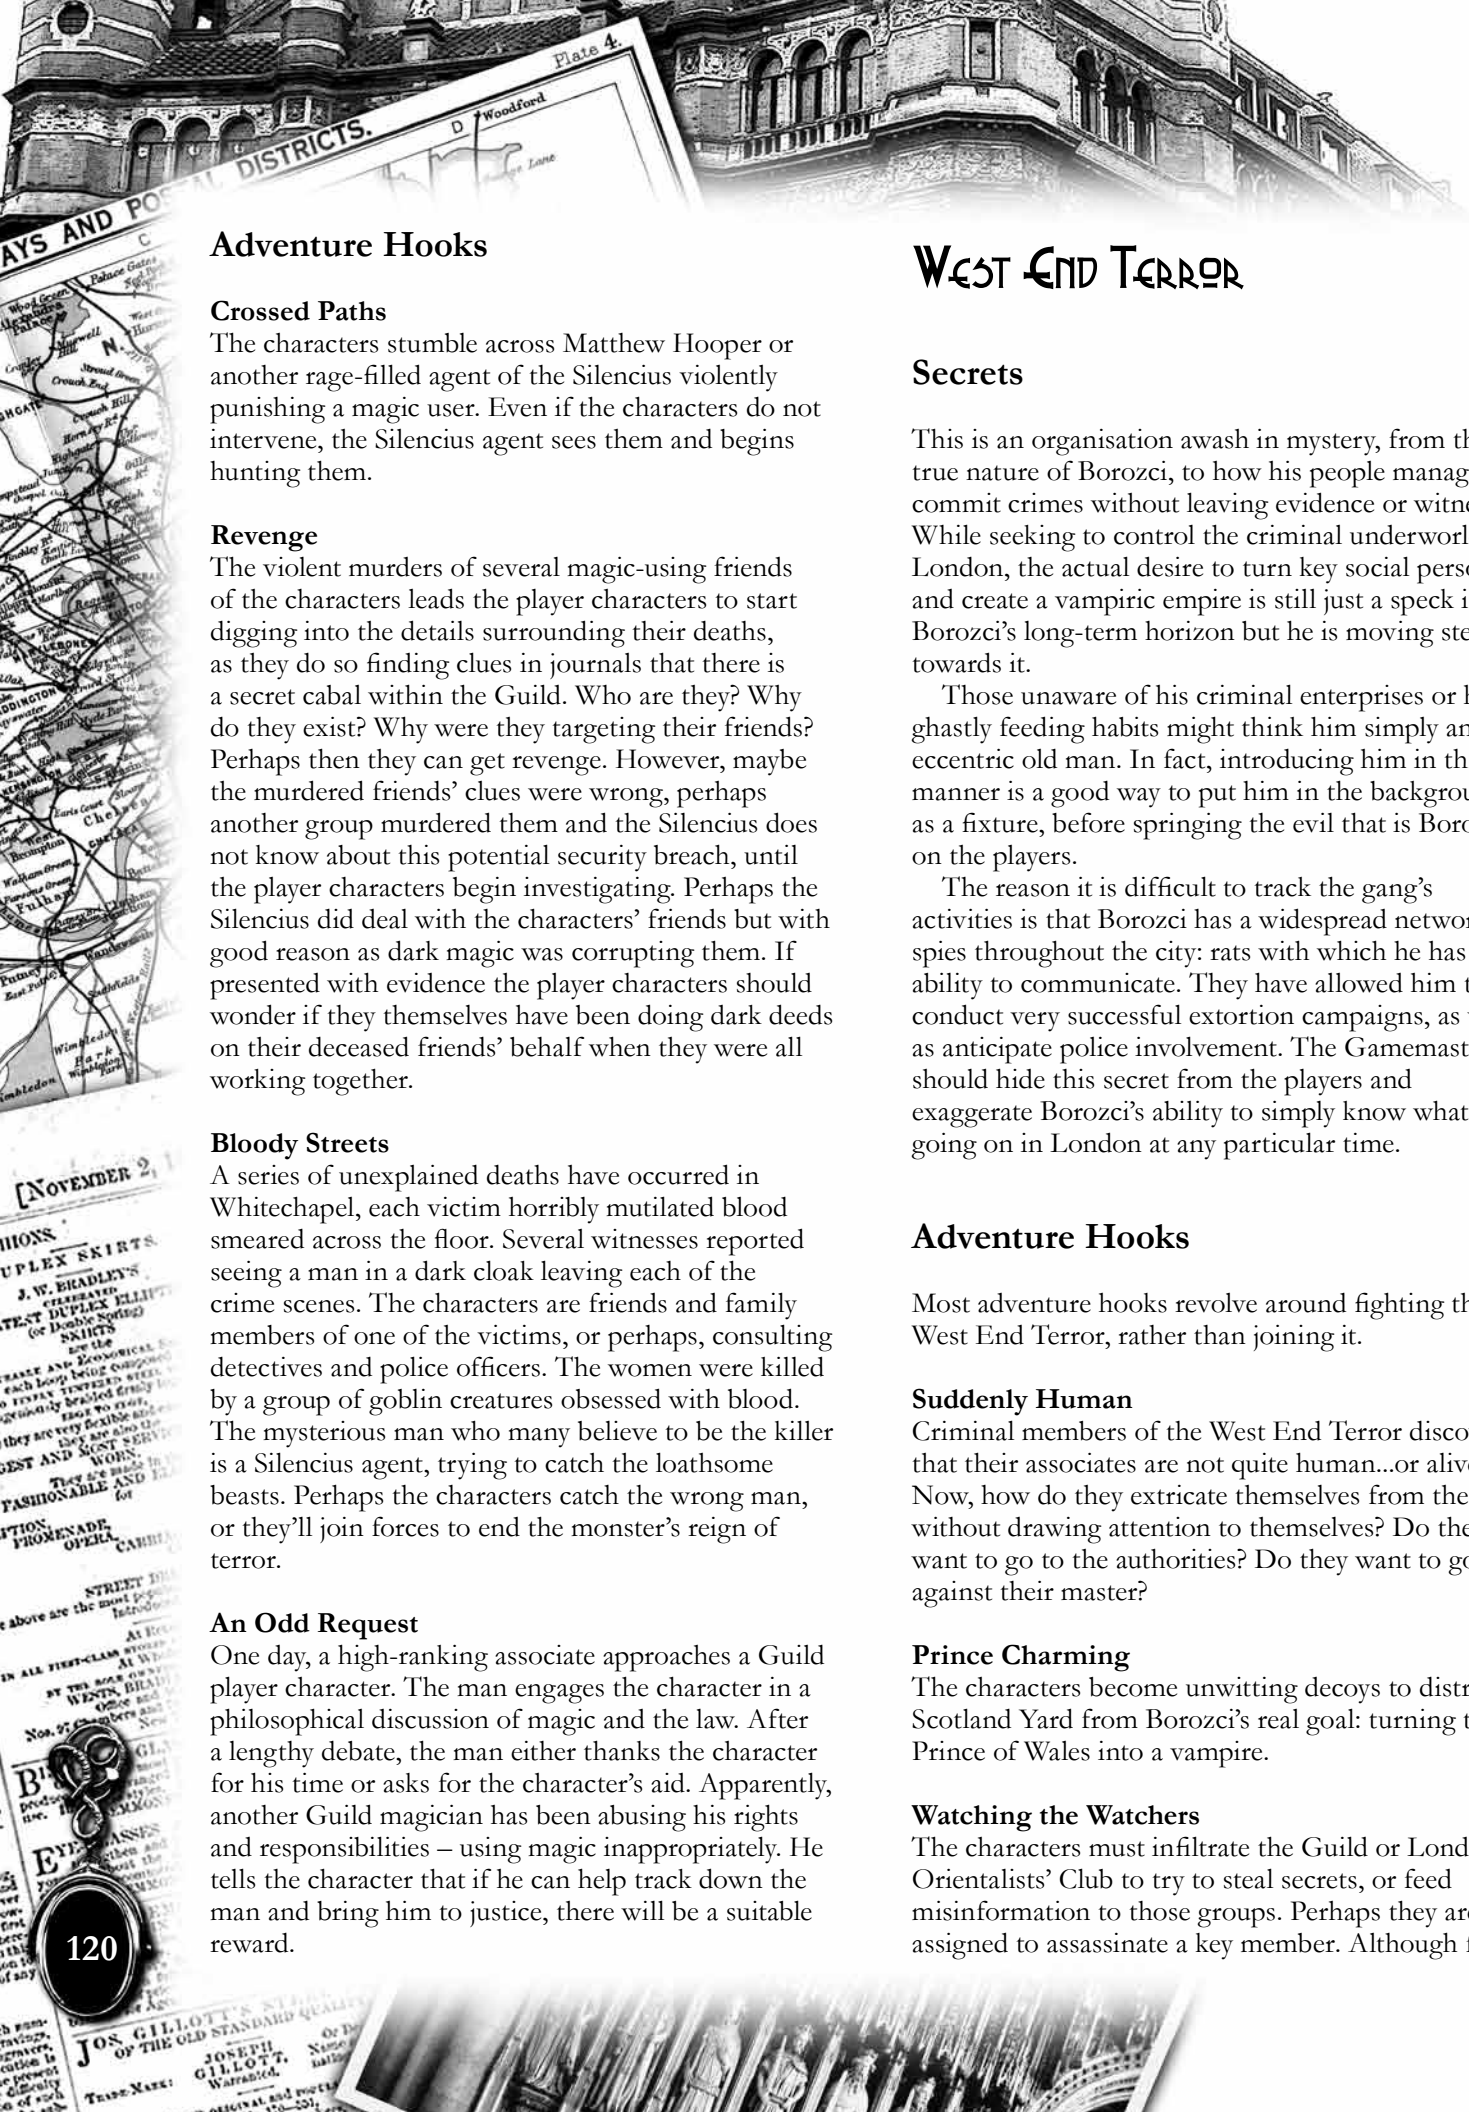 Plate 4.
DISTRICTS.
D
Woodford
AYS AND
C
Adventure Hooks
Crossed Paths
The characters stumble across Matthew Hooper or
another rage-filled agent of the Silencius violently
punishing a magic user. Even if the characters do not
intervene, the Silencius agent sees them and begins
hunting them.
Revenge
The violent murders of several magic-using friends
of the characters leads the player characters to start
digging into the details surrounding their deaths,
as they do so finding clues in journals that there is
a secret cabal within the Guild. Who are they? Why
do they exist? Why were they targeting their friends?
Perhaps then they can get revenge. However, maybe
the murdered friends’ clues were wrong, perhaps
another group murdered them and the Silencius does
not know about this potential security breach, until
the player characters begin investigating. Perhaps the
Silencius did deal with the characters’ friends but with
good reason as dark magic was corrupting them. If
presented with evidence the player characters should
wonder if they themselves have been doing dark deeds
on their deceased friends’ behalf when they were all
working together.
Bloody Streets
A series of unexplained deaths have occurred in
Whitechapel, each victim horribly mutilated blood
smeared across the floor. Several witnesses reported
seeing a man in a dark cloak leaving each of the
crime scenes. The characters are friends and family
members of one of the victims, or perhaps, consulting
detectives and police officers. The women were killed
by a group of goblin creatures obsessed with blood.
The mysterious man who many believe to be the killer
is a Silencius agent, trying to catch the loathsome
beasts. Perhaps the characters catch the wrong man,
or they’ll join forces to end the monster’s reign of
terror.
An Odd Request
One day, a high-ranking associate approaches a Guild
player character. The man engages the character in a
philosophical discussion of magic and the law. After
a lengthy debate, the man either thanks the character
for his time or asks for the character’s aid. Apparently,
another Guild magician has been abusing his rights
and responsibilities – using magic inappropriately. He
tells the character that if he can help track down the
man and bring him to justice, there will be a suitable
reward.
West End Terror
Secrets
This is an organisation awash in mystery, from th
true nature of Borozci, to how his people manag
commit crimes without leaving evidence or witne
While seeking to control the criminal underworl
London, the actual desire to turn key social perso
and create a vampiric empire is still just a speck i
Borozci’s long-term horizon but he is moving ste
towards it.
Those unaware of his criminal enterprises or h
ghastly feeding habits might think him simply an
eccentric old man. In fact, introducing him in th
manner is a good way to put him in the backgrou
as a fixture, before springing the evil that is Boro
on the players.
The reason it is difficult to track the gang’s
activities is that Borozci has a widespread networ
spies throughout the city: rats with which he has
ability to communicate. They have allowed him t
conduct very successful extortion campaigns, as
as anticipate police involvement. The Gamemast
should hide this secret from the players and
exaggerate Borozci’s ability to simply know what
going on in London at any particular time.
Adventure Hooks
Most adventure hooks revolve around fighting th
West End Terror, rather than joining it.
Suddenly Human
Criminal members of the West End Terror disco
that their associates are not quite human...or aliv
Now, how do they extricate themselves from the
without drawing attention to themselves? Do the
want to go to the authorities? Do they want to go
against their master?
Prince Charming
The characters become unwitting decoys to distr
Scotland Yard from Borozci’s real goal: turning t
Prince of Wales into a vampire.
Watching the Watchers
The characters must infiltrate the Guild or Lond
Orientalists’ Club to try to steal secrets, or feed
misinformation to those groups. Perhaps they are
assigned to assassinate a key member. Although f
[NOVEMBER 2,
J. W. BRADLEY'S
120
JOS. GILLOTT'S
OF THE OLD STANDARD QUALITY
JOSEPH
GILLOTT,
Warranted.
TRADE MARK: